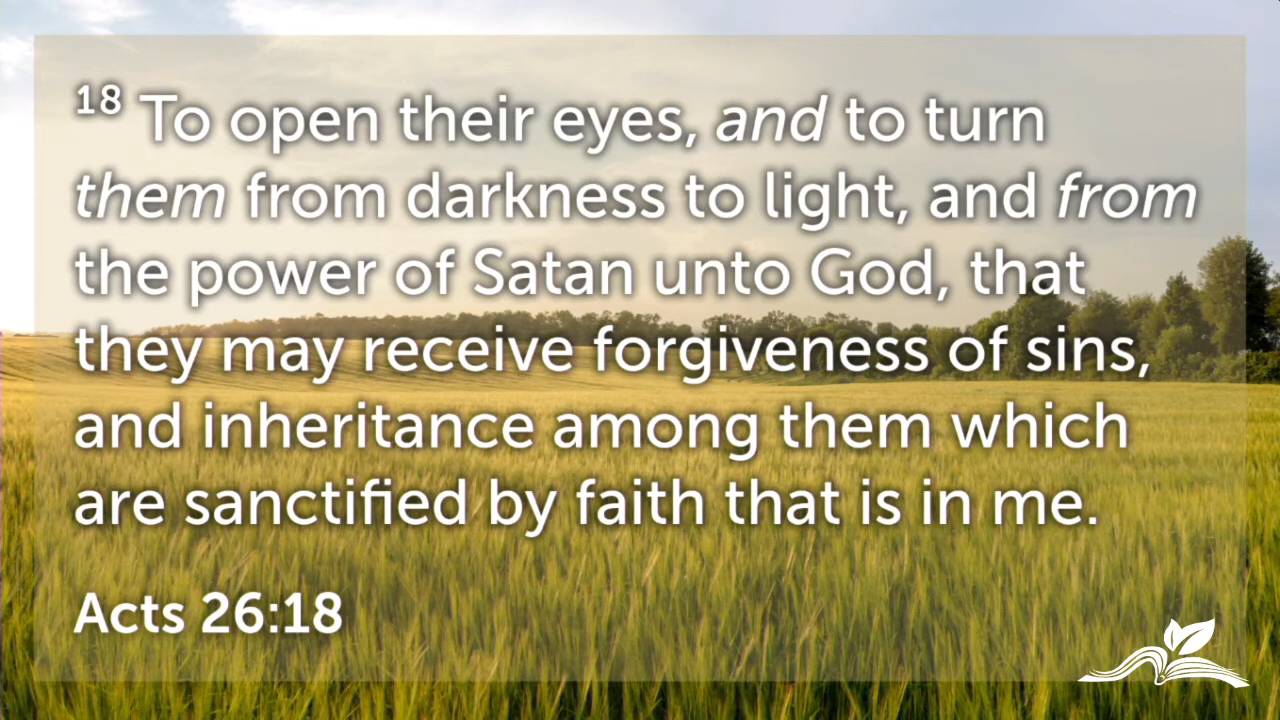 18 To open their eyes, and to turn
them from darkness to light, and from
the power of Satan unto God, that
they may receive forgiveness of sins,
and inheritance among them which
are sanctified by faith that is in me.
Acts 26:18